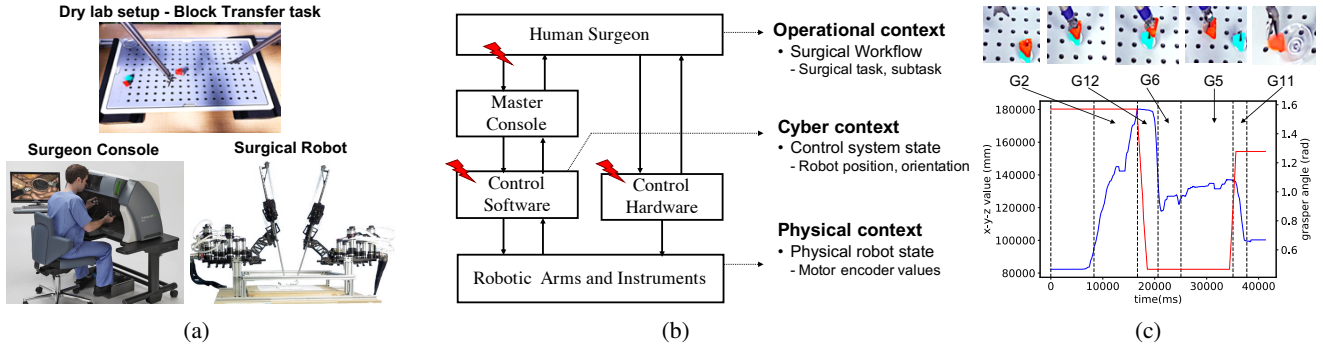 Dry lab setup - Block Transfer task
Surgeon Console
Surgical Robot
(a)
Human Surgeon
Master
Console
Control
Software
Control
Hardware
Robotic Arms and Instruments
Operational context
• Surgical Workflow
- Surgical task, subtask
Cyber context
• Control system state
- Robot position, orientation
Physical context
• Physical robot state
- Motor encoder values
(b)
G2
G12
G6
G5
G11
180000
160000
140000
120000
100000
80000
x-y-z value (mm)
1.6
1.4
1.2
1.0
0.8
0.6
grasper angle (rad)
0
10000
20000
30000
40000
time(ms)
(c)